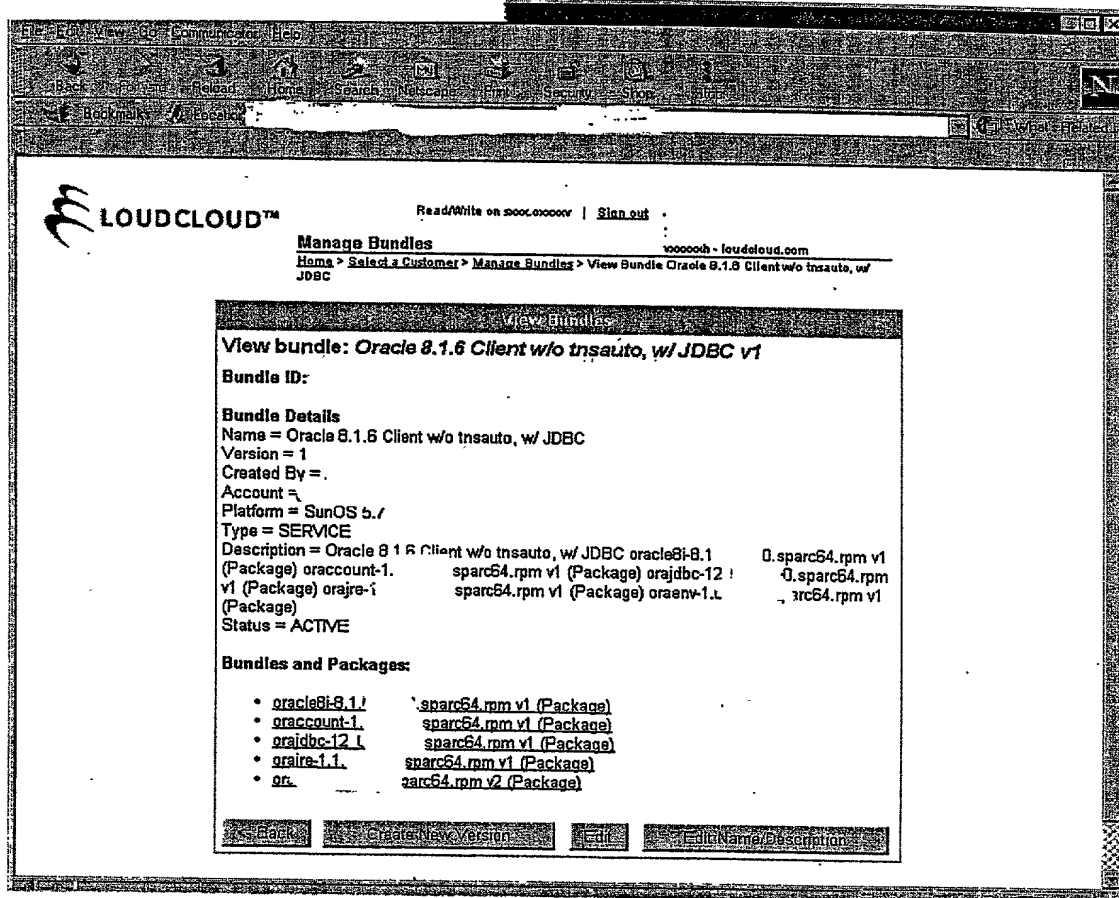 File Edit View Go Communicator Help
Back Reload Home Search Netscape Print Security Shop
Bookmarks Location What's Related
LOUDCLOUD™
Read/Write on | Sign out
Manage Bundles
loudcloud.com
Home > Select a Customer > Manage Bundles > View Bundle Oracle 8.1.6 Client w/o tnsauto, w/
JDBC
View Bundles
View bundle: Oracle 8.1.6 Client w/o tnsauto, w/ JDBC v1
Bundle ID:
Bundle Details
Name = Oracle 8.1.6 Client w/o tnsauto, w/ JDBC
Version = 1
Created By =
Account =
Platform = SunOS 5.7
Type = SERVICE
Description = Oracle 8.1.6 Client w/o tnsauto, w/ JDBC oracle8i-8.1 0.sparc64.rpm v1
(Package) oraccount-1. sparc64.rpm v1 (Package) orajdbc-12 0.sparc64.rpm
v1 (Package) orajre-1 sparc64.rpm v1 (Package) oraenv-1. arc64.rpm v1
(Package)
Status = ACTIVE
Bundles and Packages:
• oracle8i-8.1. .sparc64.rpm v1 (Package)
• oraccount-1. sparc64.rpm v1 (Package)
• orajdbc-12 sparc64.rpm v1 (Package)
• orajre-1.1. sparc64.rpm v1 (Package)
• ora parc64.rpm v2 (Package)
<- Back Create New Version Edit Edit Name/Description